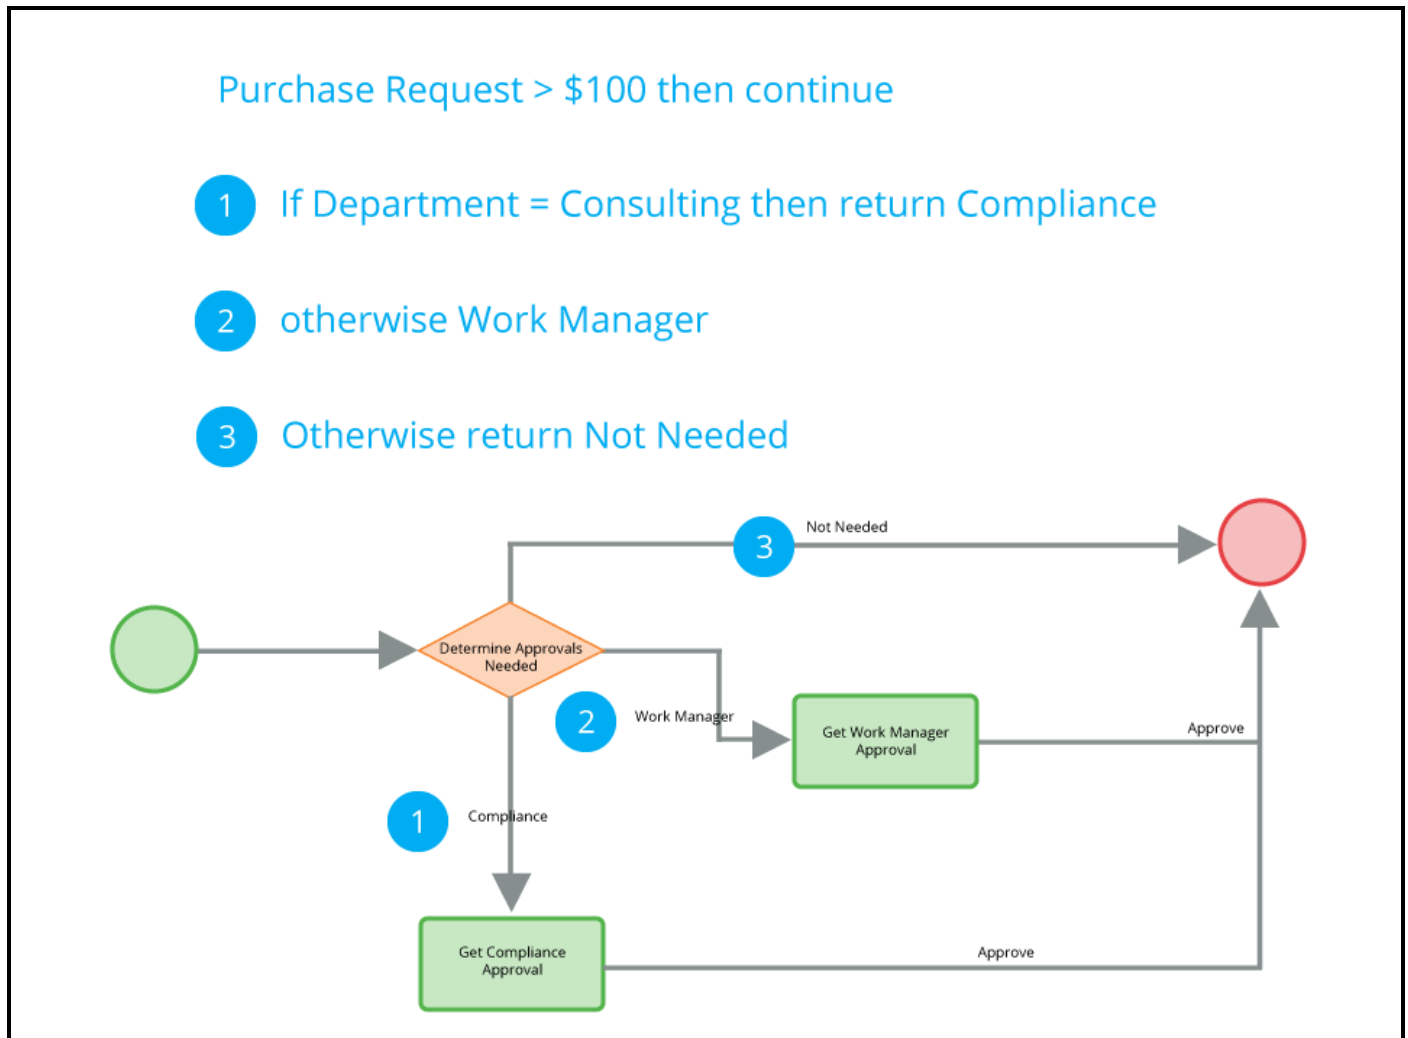 Purchase Request > $100 then continue
1 If Department = Consulting then return Compliance
2 otherwise Work Manager
3 Otherwise return Not Needed
3 Not Needed
Determine Approvals
Needed
2 Work Manager
Get Work Manager
Approval
Approve
1 Compliance
Get Compliance
Approval
Approve